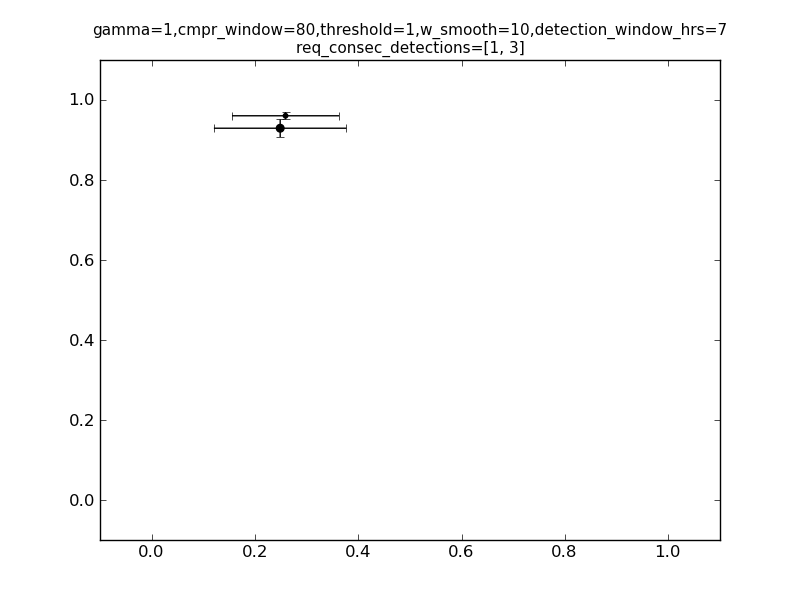 gamma=1,cmpr_window=80,threshold=1,w_smooth=10,detection_window_hrs=7
req_consec_detections=[1, 3]
1.0
0.8
0.6
0.4
0.2
0.0
0.0 0.2 0.4 0.6 0.8 1.0